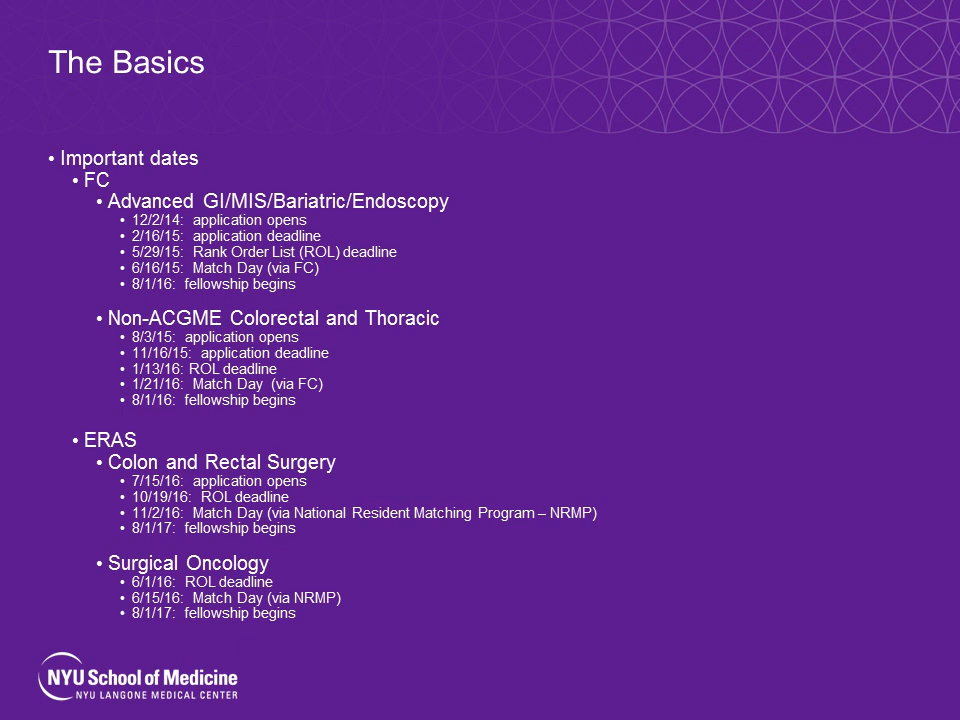 The Basics
• Important dates
• FC
• Advanced GI/MIS/Bariatric/Endoscopy
• 12/2/14: application opens
• 2/16/15: application deadline
• 5/29/15: Rank Order List (ROL) deadline
• 6/16/15: Match Day (via FC)
• 8/1/16: fellowship begins
• Non-ACGME Colorectal and Thoracic
• 8/3/15: application opens
• 11/16/15: application deadline
• 1/13/16: ROL deadline
• 1/21/16: Match Day (via FC)
• 8/1/16: fellowship begins
• ERAS
• Colon and Rectal Surgery
• 7/15/16: application opens
• 10/19/16: ROL deadline
• 11/2/16: Match Day (via National Resident Matching Program – NRMP)
• 8/1/17: fellowship begins
• Surgical Oncology
• 6/1/16: ROL deadline
• 6/15/16: Match Day (via NRMP)
• 8/1/17: fellowship begins
NYU School of Medicine
NYU LANGONE MEDICAL CENTER